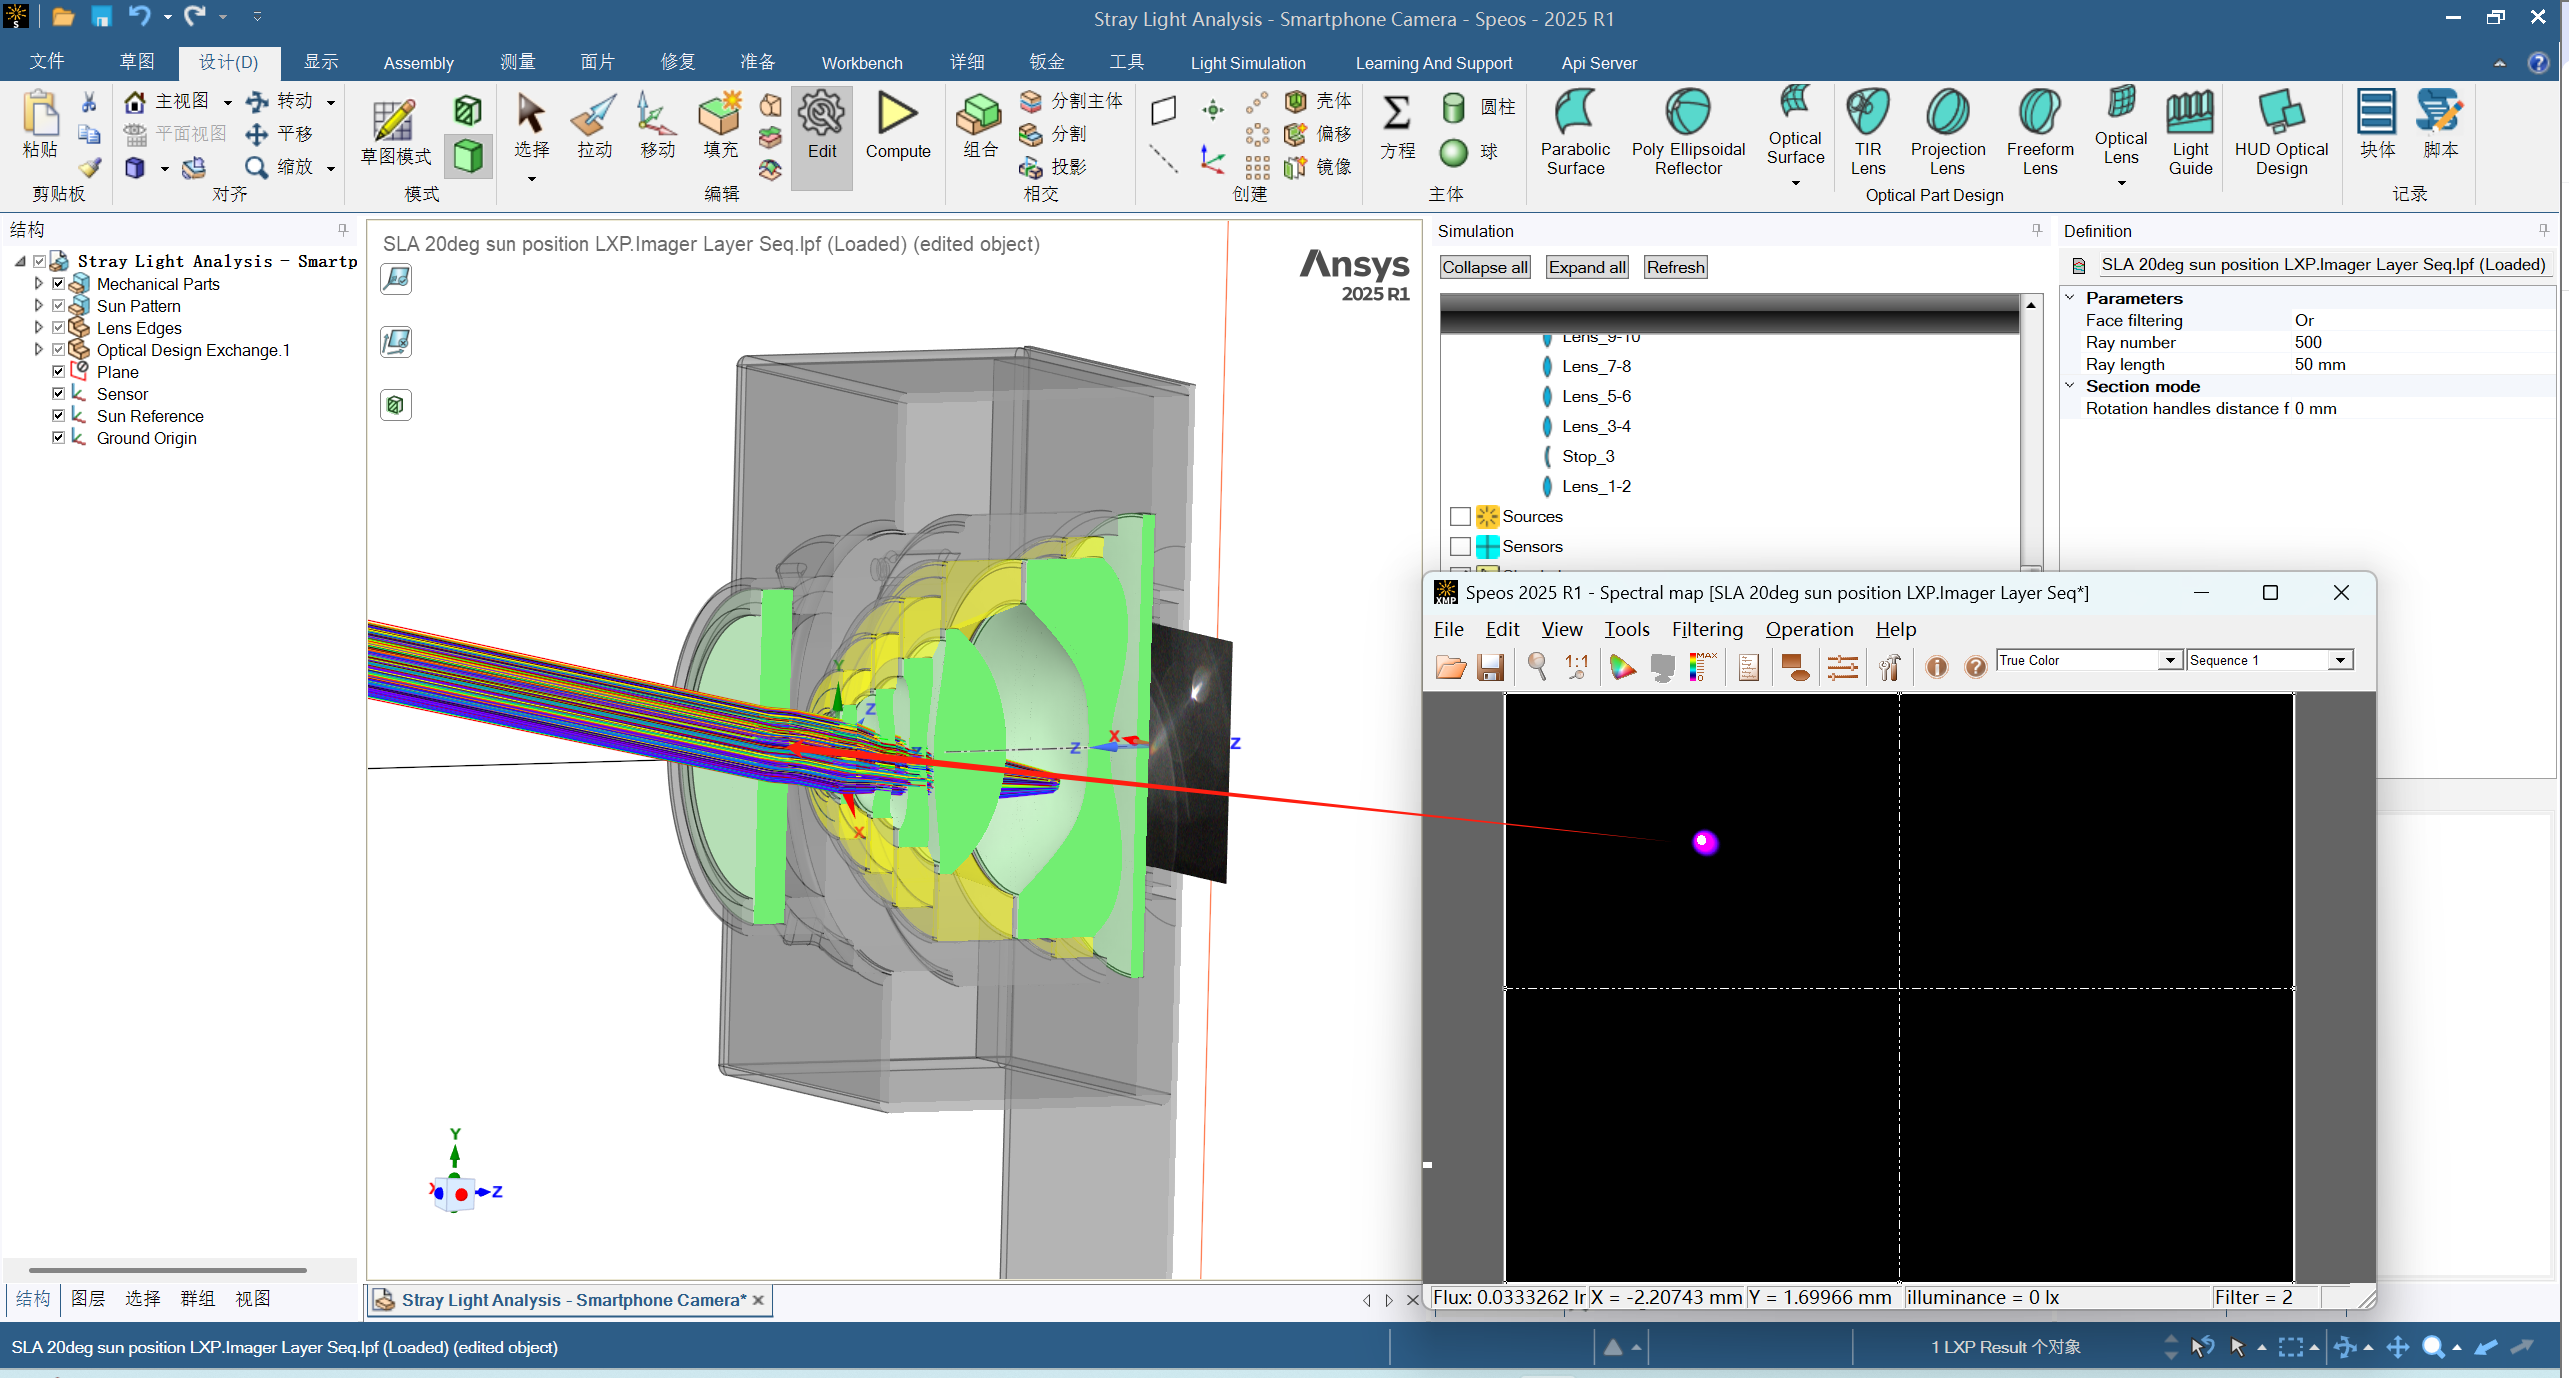 Stray Light Analysis - Smartphone Camera - Speos - 2025 R1
文件 草图 设计(D) 显示 Assembly 测量 面片 修复 准备 Workbench 详细 钣金 工具 Light Simulation Learning And Support Api Server
粘贴
剪贴板
主视图 转动
平面视图 平移
缩放
对齐
草图模式
模式
选择 拉动 移动 填充 Edit Compute
编辑
组合 分割主体
分割
投影
相交
壳体
偏移
镜像
创建
方程 圆柱
球
主体
Parabolic Surface
Poly Ellipsoidal Reflector
Optical Surface
TIR Lens
Projection Lens
Freeform Lens
Optical Lens
Light Guide
HUD Optical Design
Optical Part Design
块体 脚本
记录
结构
Stray Light Analysis - Smartp
Mechanical Parts
Sun Pattern
Lens Edges
Optical Design Exchange.1
Plane
Sensor
Sun Reference
Ground Origin
结构 图层 选择 群组 视图
SLA 20deg sun position LXP.Imager Layer Seq.lpf (Loaded) (edited object)
Ansys
2025 R1
Y
Z
X
Z
X
Z
Z
Y
X
Z
Stray Light Analysis - Smartphone Camera*
Simulation
Collapse all Expand all Refresh
Lens_9-10
Lens_7-8
Lens_5-6
Lens_3-4
Stop_3
Lens_1-2
Sources
Sensors
Definition
SLA 20deg sun position LXP.Imager Layer Seq.lpf (Loaded)
Parameters
Face filtering Or
Ray number 500
Ray length 50 mm
Section mode
Rotation handles distance f 0 mm
XMP
Speos 2025 R1 - Spectral map [SLA 20deg sun position LXP.Imager Layer Seq*]
File Edit View Tools Filtering Operation Help
1:1 MAX True Color Sequence 1
Flux: 0.0333262 lr X = -2.20743 mm Y = 1.69966 mm illuminance = 0 lx Filter = 2
SLA 20deg sun position LXP.Imager Layer Seq.lpf (Loaded) (edited object)
1 LXP Result 个对象